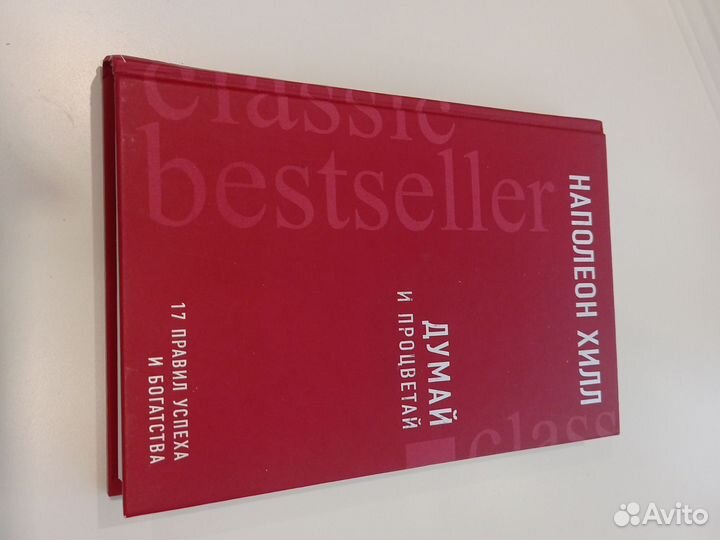 classic
bestseller
НАПОЛЕОН ХИЛЛ
ДУМАЙ
И ПРОЦВЕТАЙ
class
17 ПРАВИЛ УСПЕХА
И БОГАТСТВА
Avito